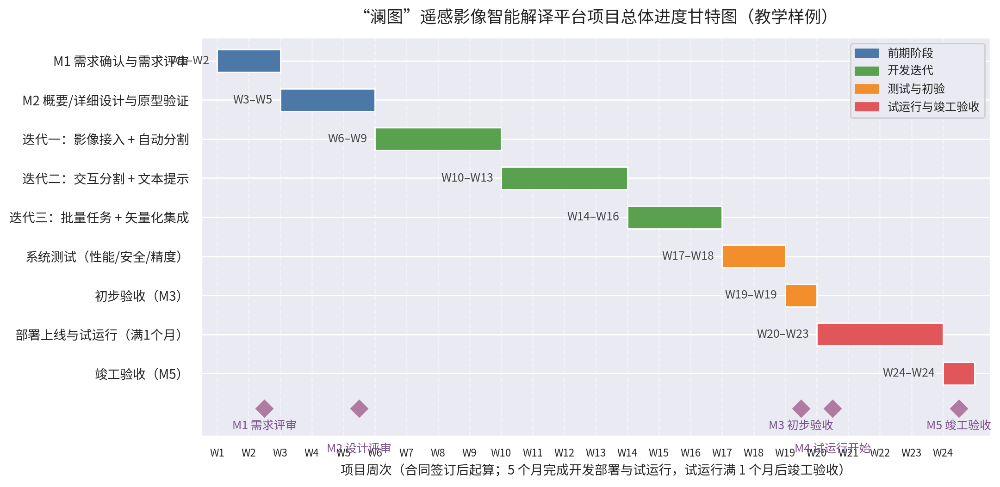 “澜图”遥感影像智能解译平台项目总体进度甘特图（教学样例）
前期阶段
开发迭代
测试与初验
试运行与竣工验收
M1 需求确认与需求评审
W1–W2
M2 概要/详细设计与原型验证
W3–W5
迭代一：影像接入 + 自动分割
W6–W9
迭代二：交互分割 + 文本提示
W10–W13
迭代三：批量任务 + 矢量化集成
W14–W16
系统测试（性能/安全/精度）
W17–W18
初步验收（M3）
W19–W19
部署上线与试运行（满1个月）
W20–W23
竣工验收（M5）
W24–W24
M1 需求评审
M2 设计评审
M3 初步验收
M4 试运行开始
M5 竣工验收
W1 W2 W3 W4 W5 W6 W7 W8 W9 W10 W11 W12 W13 W14 W15 W16 W17 W18 W19 W20 W21 W22 W23 W24
项目周次（合同签订后起算；5 个月完成开发部署与试运行，试运行满 1 个月后竣工验收）